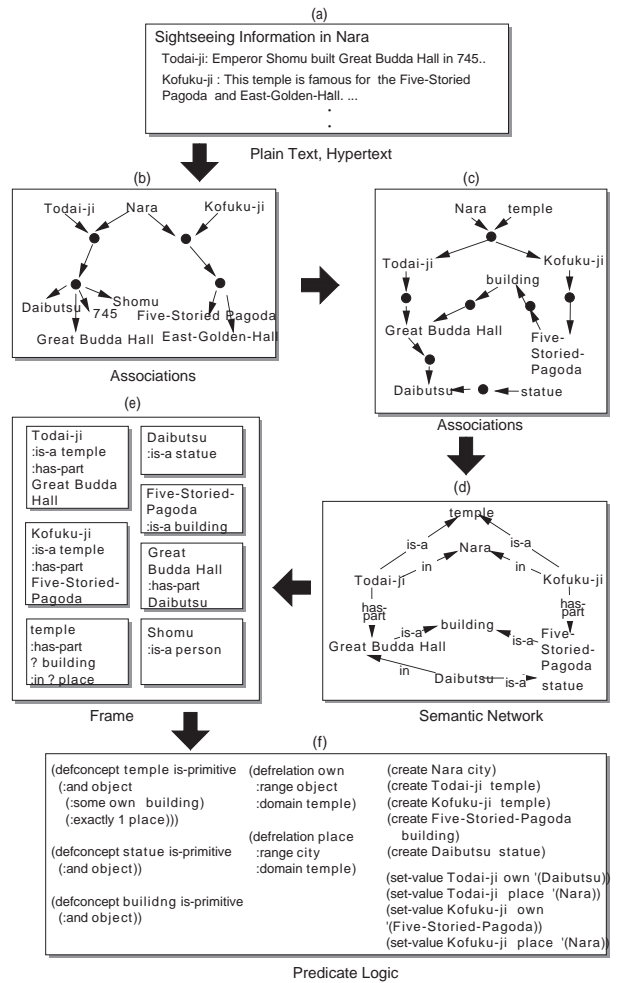 (a)
Sightseeing Information in Nara
Todai-ji: Emperor Shomu built Great Budda Hall in 745..
Kofuku-ji : This temple is famous for the Five-Storied
Pagoda and East-Golden-Hall. ...
.
.
.
Plain Text, Hypertext
(b)
Todai-ji Nara Kofuku-ji
Daibutsu 745 Shomu Five-Storied Pagoda
Great Budda Hall East-Golden-Hall
Associations
(c)
Nara temple
Todai-ji Kofuku-ji
building
Great Budda Hall Five-
Storied-
Pagoda
Daibutsu statue
Associations
(e)
Todai-ji
:is-a temple
:has-part
Great Budda
Hall
Kofuku-ji
:is-a temple
:has-part
Five-Storied-
Pagoda
temple
:has-part
? building
:in ? place
Daibutsu
:is-a statue
Five-Storied-
Pagoda
:is-a building
Great
Budda Hall
:has-part
Daibutsu
Shomu
:is-a person
Frame
(d)
temple
is-a is-a
Nara
in in
Todai-ji Kofuku-ji
has-
part
has-
part
building
is-a is-a
Great Budda Hall Five-
Storied-
Pagoda
in
Daibutsu is-a statue
Semantic Network
(f)
(defconcept temple is-primitive
(:and object
(:some own building)
(:exactly 1 place)))
(defconcept statue is-primitive
(:and object))
(defconcept builidng is-primitive
(:and object))
(defrelation own
:range object
:domain temple)
(defrelation place
:range city
:domain temple)
(create Nara city)
(create Todai-ji temple)
(create Kofuku-ji temple)
(create Five-Storied-Pagoda
building)
(create Daibutsu statue)
(set-value Todai-ji own '(Daibutsu))
(set-value Todai-ji place '(Nara))
(set-value Kofuku-ji own
'(Five-Storied-Pagoda))
(set-value Kofuku-ji place '(Nara))
Predicate Logic